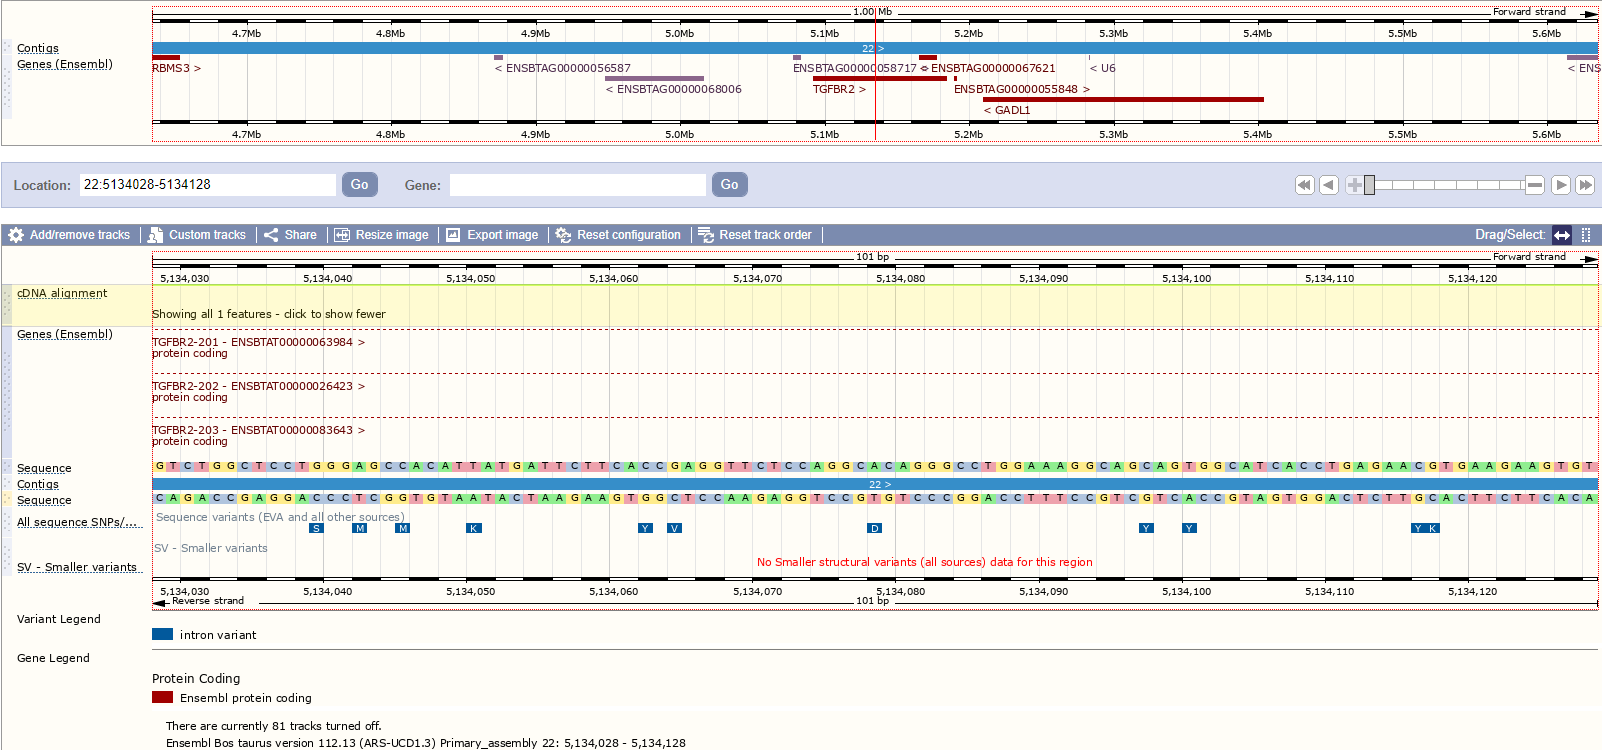 1.00 Mb Forward strand
4.7Mb 4.8Mb 4.9Mb 5.0Mb 5.1Mb 5.2Mb 5.3Mb 5.4Mb 5.5Mb 5.6Mb
Contigs 22 >
Genes (Ensembl)
RBMS3 > < ENSBTAG00000056587 ENSBTAG00000058717 ENSBTAG00000067621 < U6 < ENS
< ENSBTAG00000068006 TGFBR2 > ENSBTAG00000055848 >
< GADL1
4.7Mb 4.8Mb 4.9Mb 5.0Mb 5.1Mb 5.2Mb 5.3Mb 5.4Mb 5.5Mb 5.6Mb
Location: 22:5134028-5134128 Go Gene: Go
Add/remove tracks Custom tracks Share Resize image Export image Reset configuration Reset track order Drag/Select:
101 bp Forward strand
5,134,030 5,134,040 5,134,050 5,134,060 5,134,070 5,134,080 5,134,090 5,134,100 5,134,110 5,134,120
cDNA alignment
Showing all 1 features - click to show fewer
Genes (Ensembl)
TGFBR2-201 - ENSBTAT00000063984 >
protein coding
TGFBR2-202 - ENSBTAT00000026423 >
protein coding
TGFBR2-203 - ENSBTAT00000083643 >
protein coding
Sequence G T C T G G C T C C T G G G A G C C A C A T T A T G A T T C T T C A C C G A G G T T C T C C A G G C A C A G G G C C T G G A A A G G C A G C A G T G G C A T C A C C T G A G A A C G T G A A G A A G T G T
Contigs 22 >
Sequence C A G A C C G A G G A C C C T C G G T G T A A T A C T A A G A A G T G G C T C C A A G A G G T C C G T G T C C C G G A C C T T T C C G T C G T C A C C G T A G T G G A C T C T T G C A C T T C T T C A C A
Sequence variants (EVA and all other sources)
All sequence SNPs/... S M M K Y V D Y Y Y K
SV - Smaller variants
No Smaller structural variants (all sources) data for this region
SV - Smaller variants
5,134,030 5,134,040 5,134,050 5,134,060 5,134,070 5,134,080 5,134,090 5,134,100 5,134,110 5,134,120
Reverse strand 101 bp
Variant Legend
intron variant
Gene Legend
Protein Coding
Ensembl protein coding
There are currently 81 tracks turned off.
Ensembl Bos taurus version 112.13 (ARS-UCD1.3) Primary_assembly 22: 5,134,028 - 5,134,128